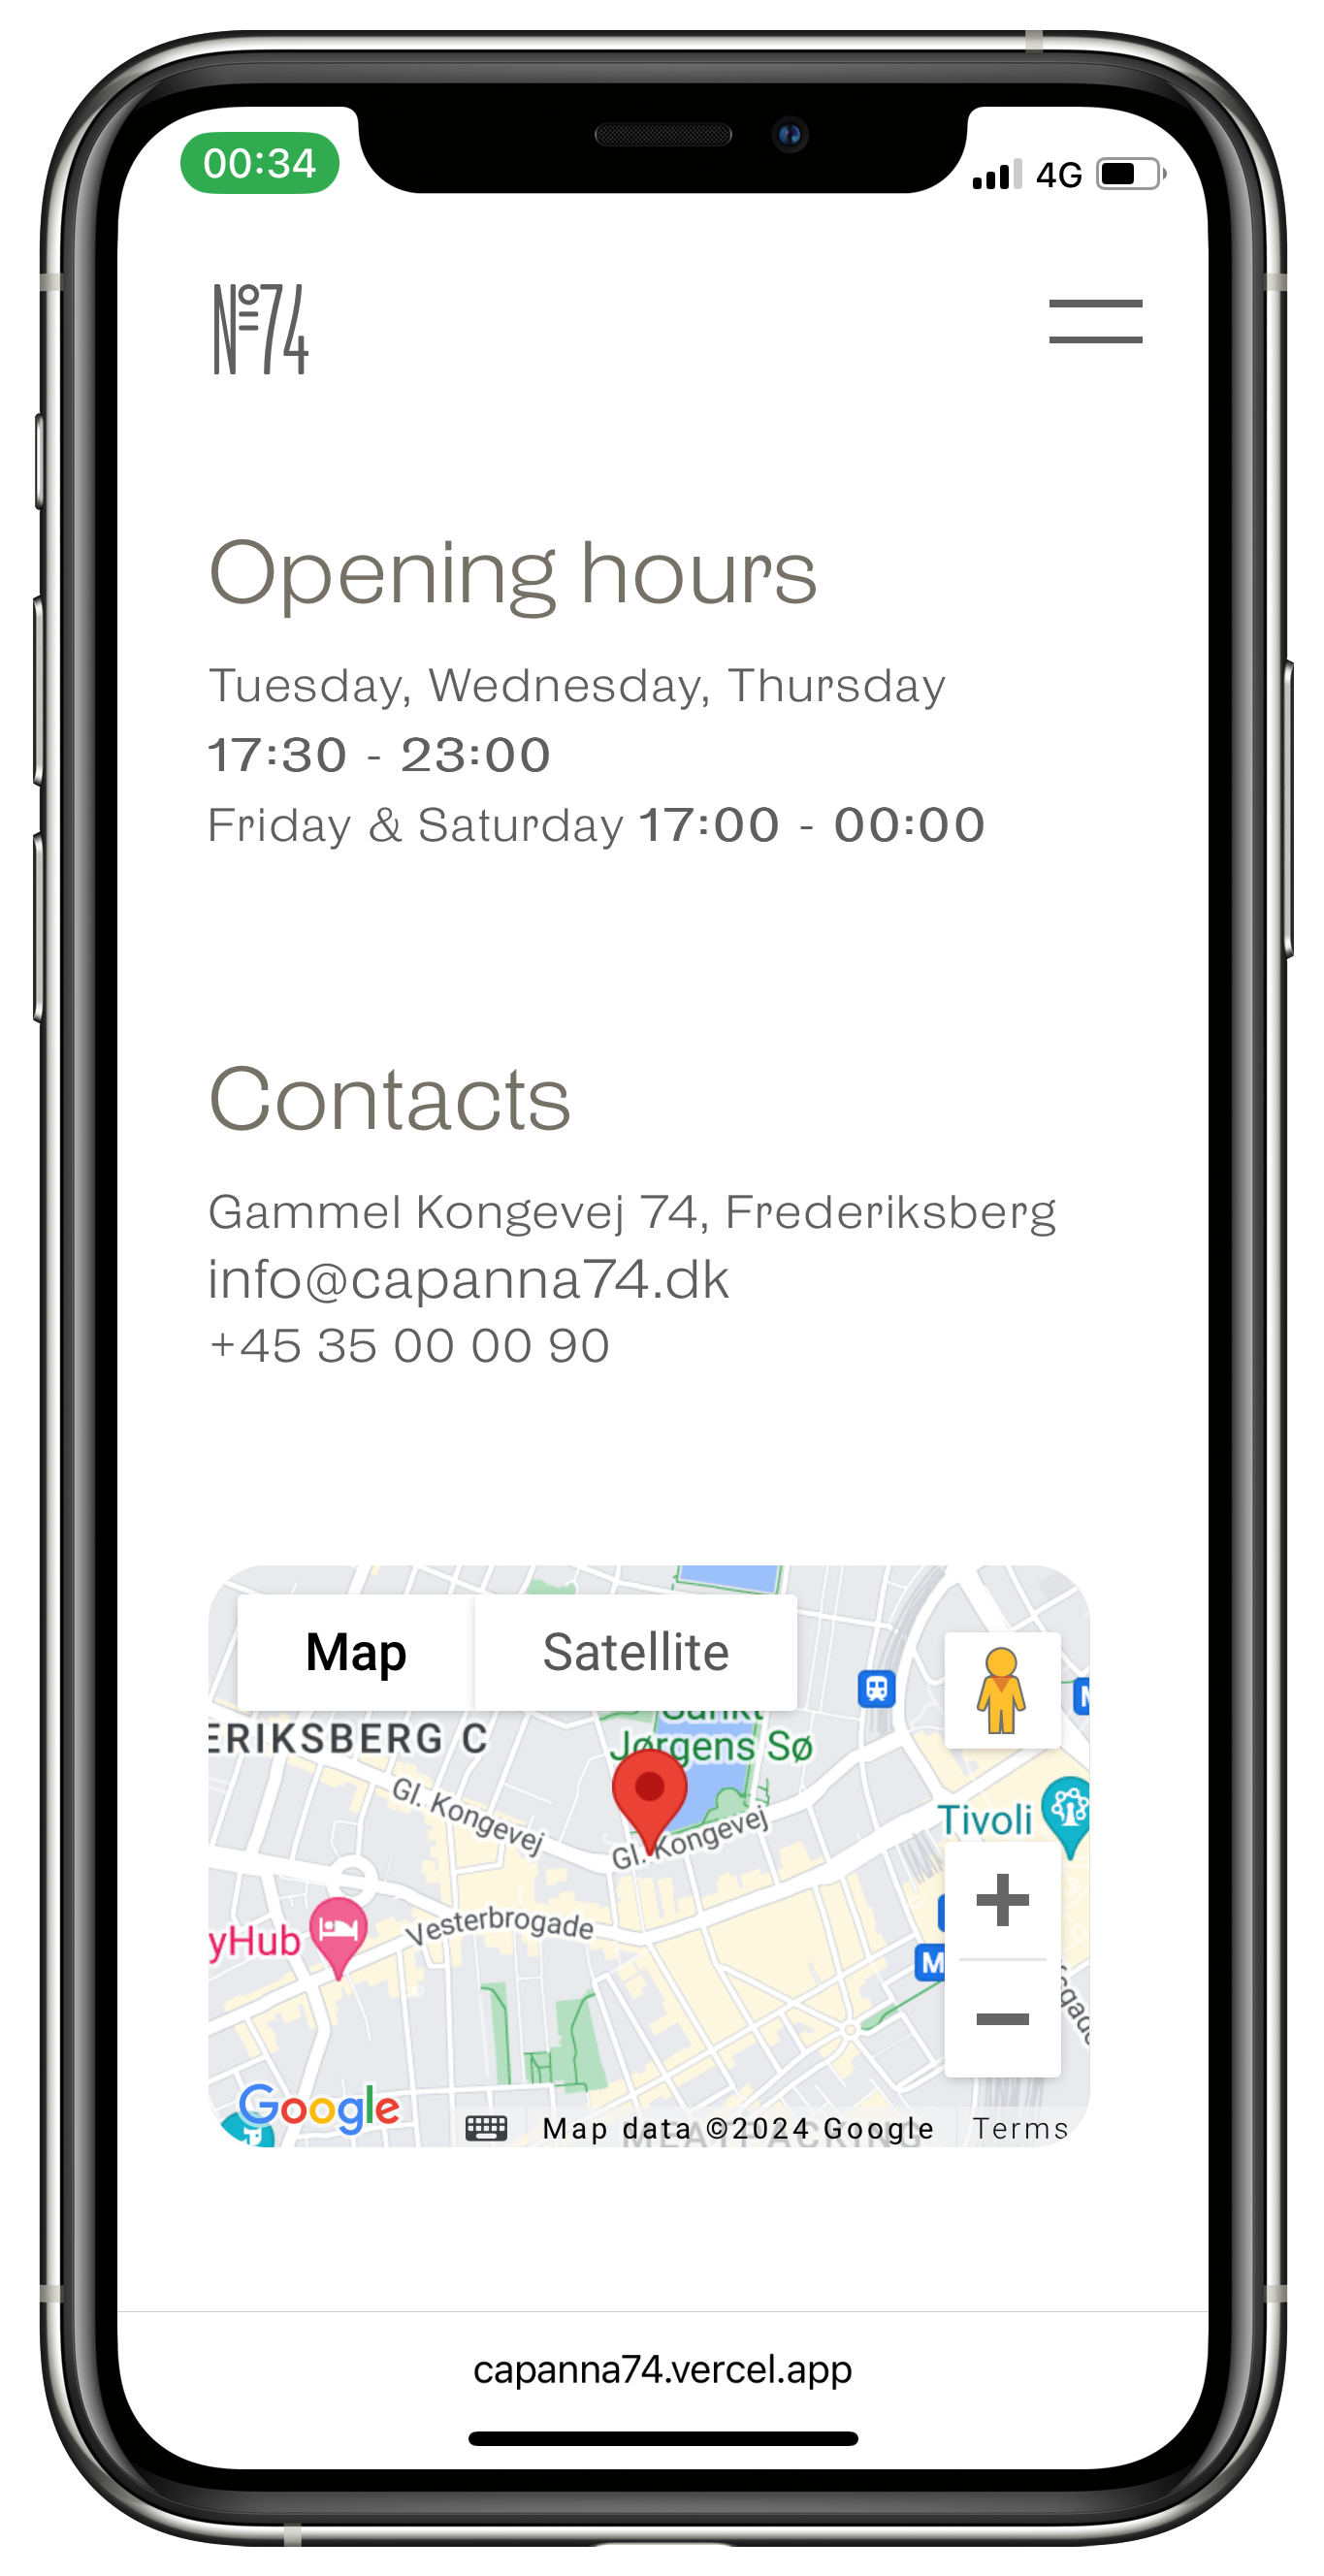 00:34
4G
Nº74
Opening hours
Tuesday, Wednesday, Thursday
17:30 - 23:00
Friday & Saturday 17:00 - 00:00
Contacts
Gammel Kongevej 74, Frederiksberg
info@capanna74.dk
+45 35 00 00 90
Map Satellite
ERIKSBERG C
Sankt
Jørgens Sø
Gl. Kongevej
Gl. Kongevej
Tivoli
yHub
Vesterbrogade
M
Google
Map data ©2024 Google
Terms
MEATPACKING
capanna74.vercel.app